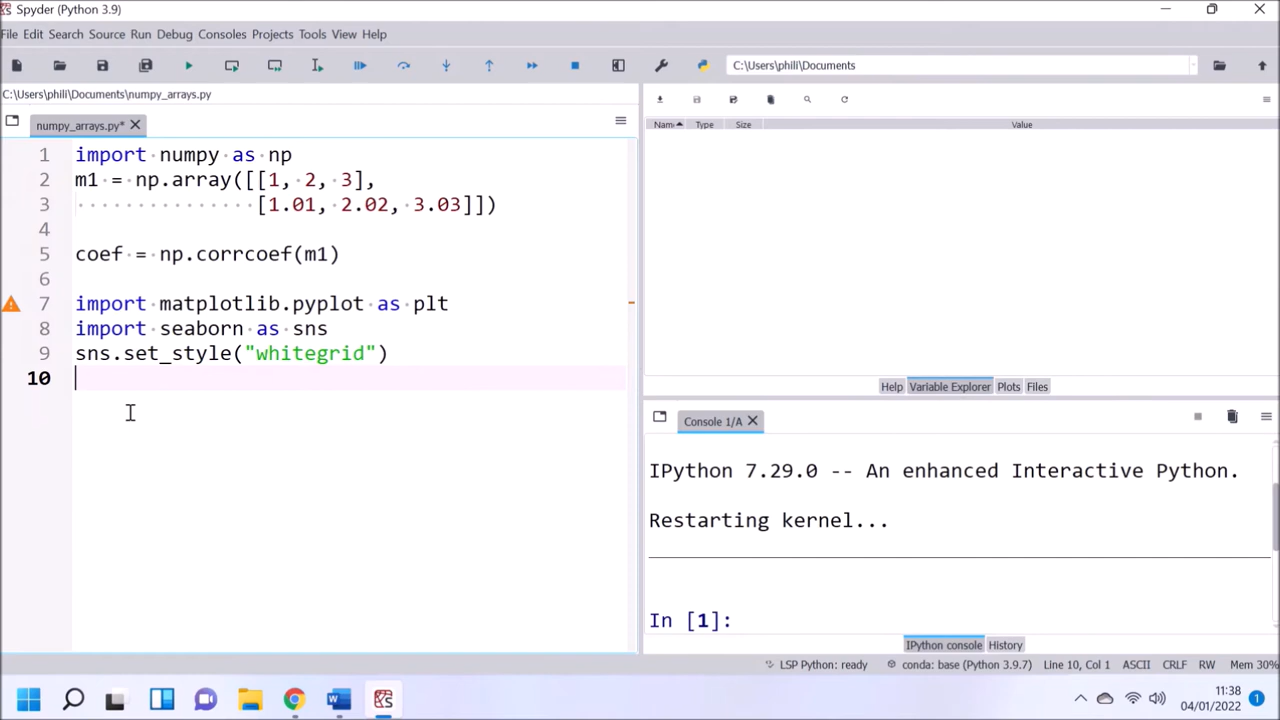 Spyder (Python 3.9)
File Edit Search Source Run Debug Consoles Projects Tools View Help
C:\Users\phili\Documents
C:\Users\phili\Documents\numpy_arrays.py
numpy_arrays.py*
1 import numpy as np
2 m1 = np.array([[1, 2, 3],
3 [1.01, 2.02, 3.03]])
4
5 coef = np.corrcoef(m1)
6
7 import matplotlib.pyplot as plt
8 import seaborn as sns
9 sns.set_style("whitegrid")
10
Nam Type Size Value
Help Variable Explorer Plots Files
Console 1/A
IPython 7.29.0 -- An enhanced Interactive Python.
Restarting kernel...
In [1]:
IPython console History
LSP Python: ready conda: base (Python 3.9.7) Line 10, Col 1 ASCII CRLF RW Mem 30%
11:38
04/01/2022
1